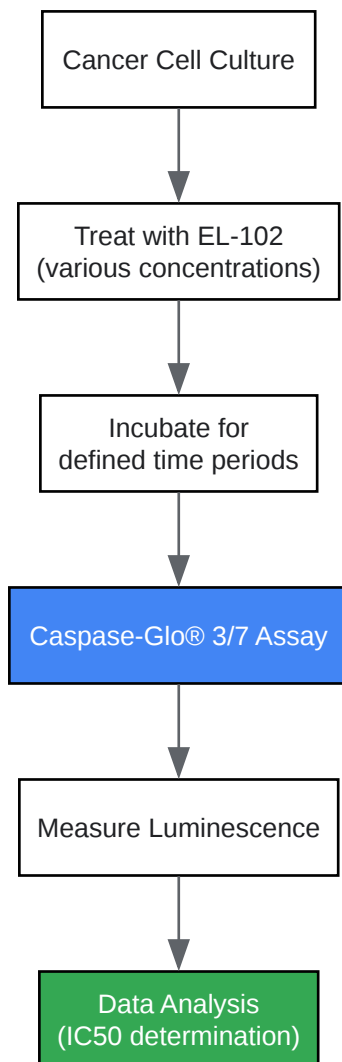 Cancer Cell Culture
Treat with EL-102
(various concentrations)
Incubate for
defined time periods
Caspase-Glo® 3/7 Assay
Measure Luminescence
Data Analysis
(IC50 determination)